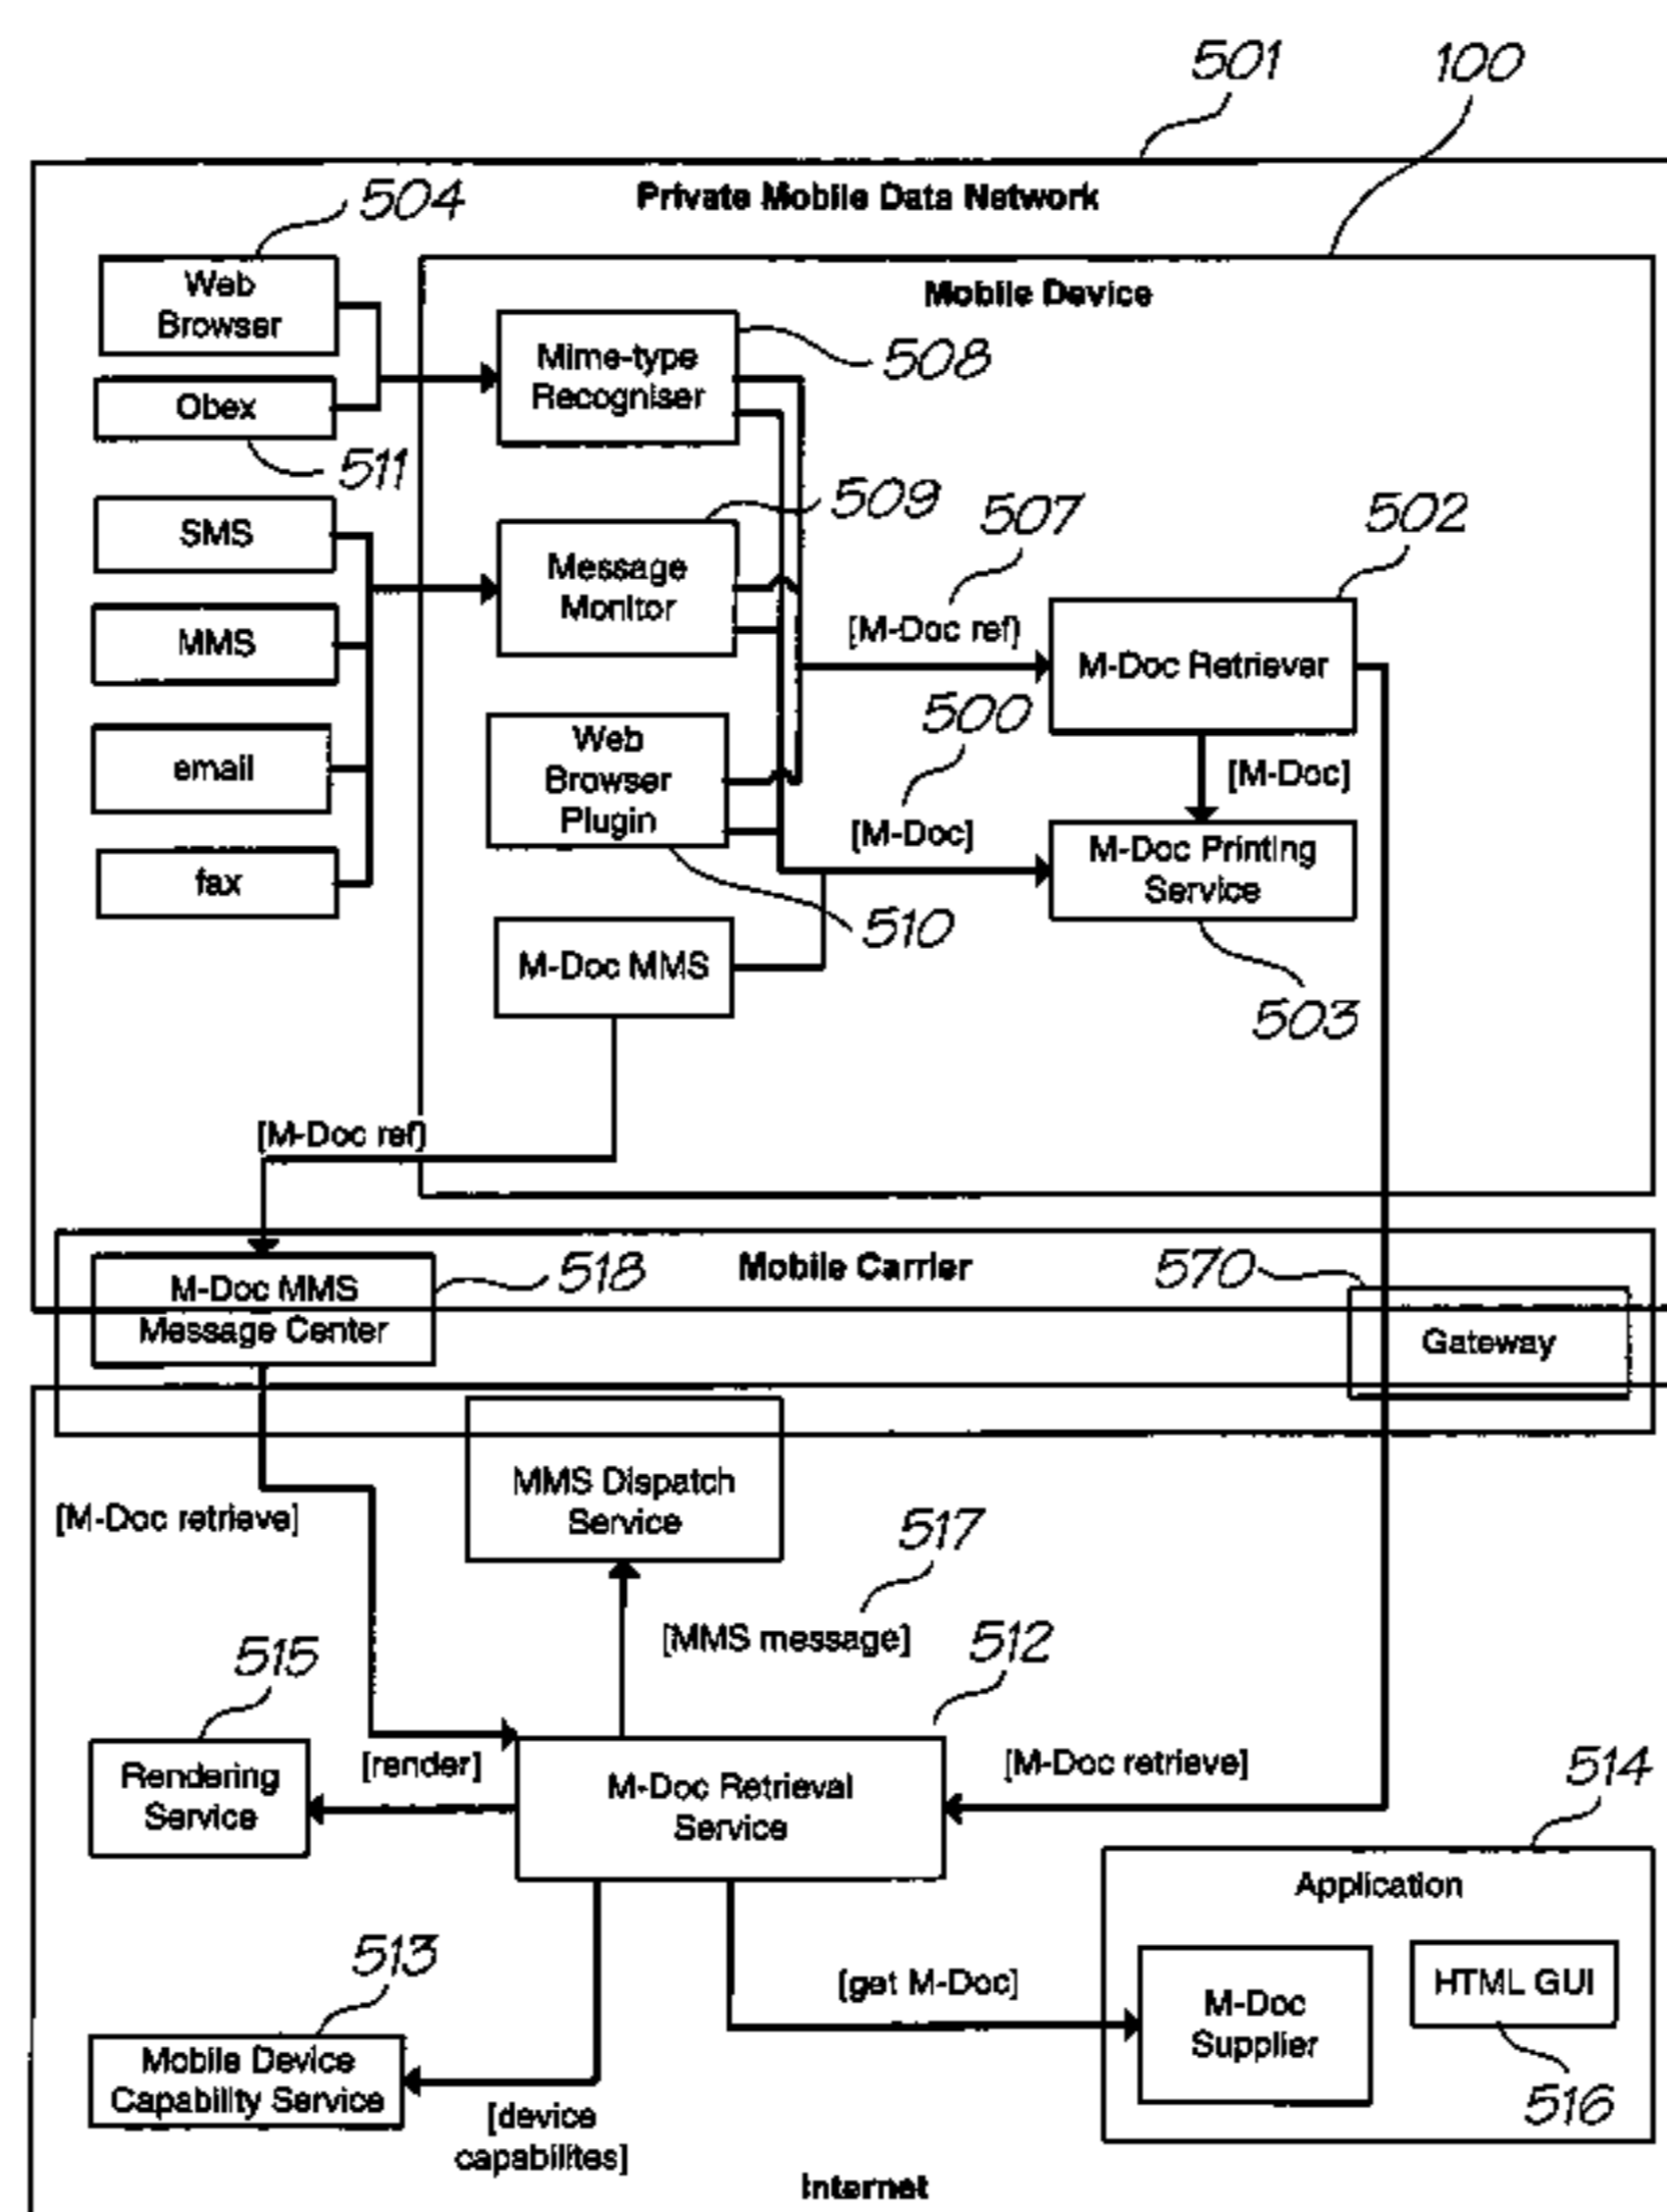 501
100
Private Mobile Data Network
504
Web
Browser
Mobile Device
Mime-type
Recogniser
508
Obex
511
SMS
509
507
502
Message
Monitor
[M-Doc ref)
MMS
M-Doc Retriever
500
Web
Browser
Plugin
email
[M-Doc]
[M-Doc]
M-Doc Printing
Service
fax
510
M-Doc MMS
503
[M-Doc ref)
M-Doc MMS
Message Center
518
Mobile Carrier
570
Gateway
MMS Dispatch
Service
[M-Doc retrieve]
517
[MMS message]
512
515
Rendering
Service
[render]
M-Doc Retrieval
Service
[M-Doc retrieve]
514
Application
513
[get M-Doc]
M-Doc
Supplier
HTML GUI
516
Mobile Device
Capability Service
[device
capabilites]
Internet